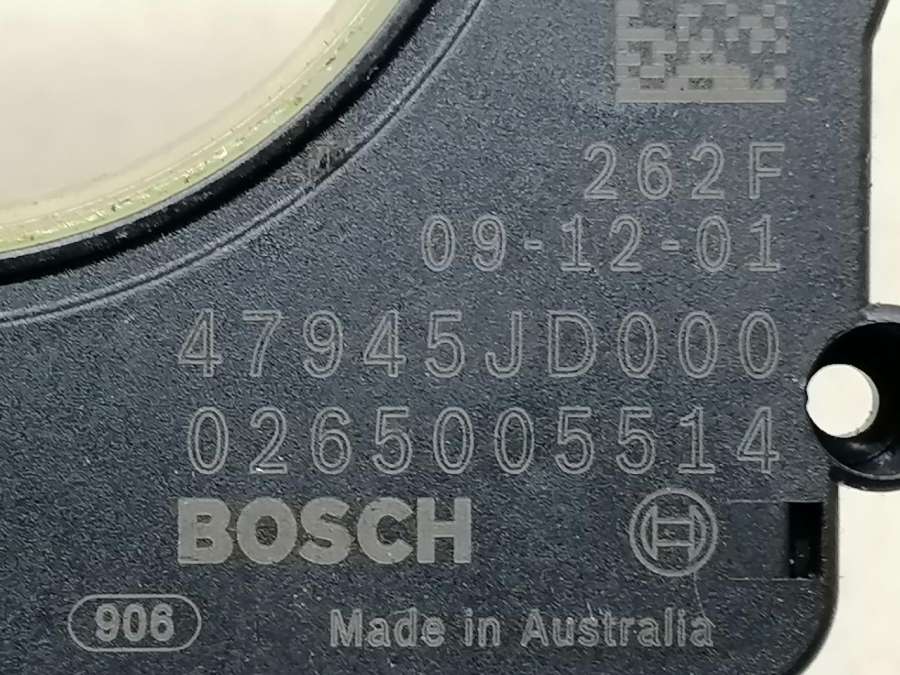 262F
09-12-01
47945JD000
0265005514
BOSCH
906
Made in Australia